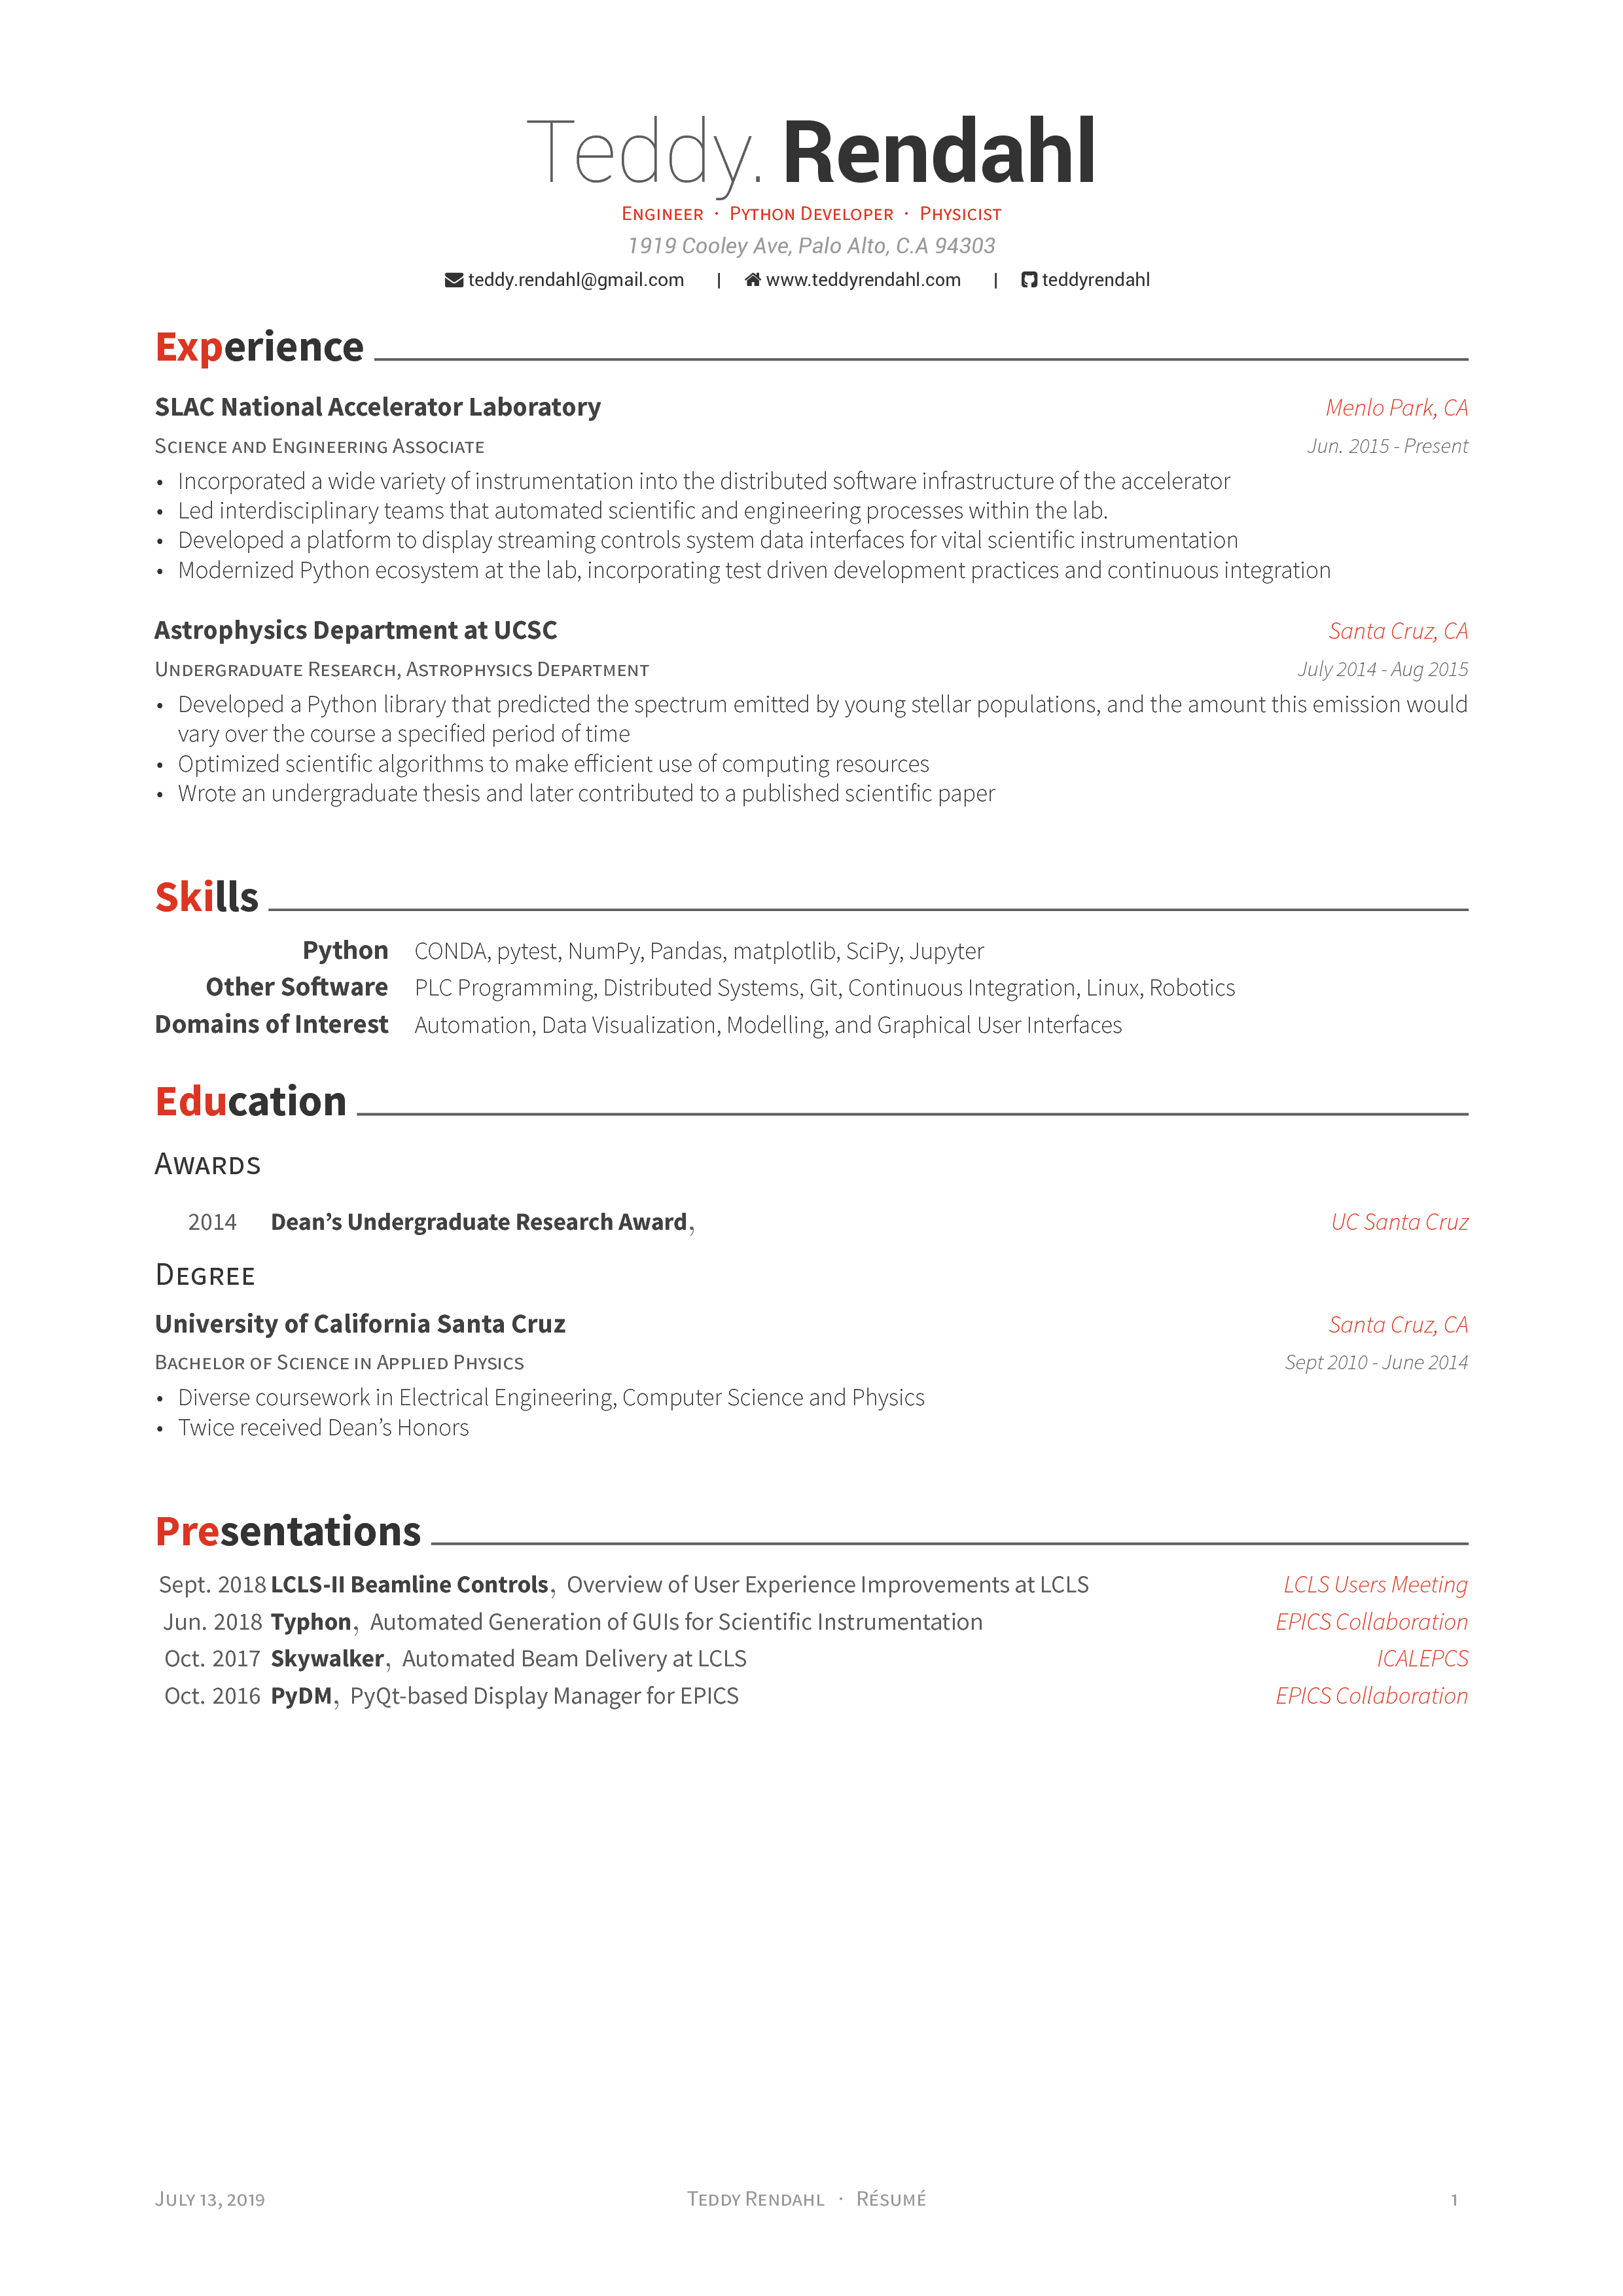 Teddy. Rendahl
Engineer · Python Developer · Physicist
1919 Cooley Ave, Palo Alto, C.A 94303
teddy.rendahl@gmail.com | www.teddyrendahl.com | teddyrendahl
Experience
SLAC National Accelerator Laboratory Menlo Park, CA
Science and Engineering Associate Jun. 2015 - Present
• Incorporated a wide variety of instrumentation into the distributed software infrastructure of the accelerator
• Led interdisciplinary teams that automated scientific and engineering processes within the lab.
• Developed a platform to display streaming controls system data interfaces for vital scientific instrumentation
• Modernized Python ecosystem at the lab, incorporating test driven development practices and continuous integration
Astrophysics Department at UCSC Santa Cruz, CA
Undergraduate Research, Astrophysics Department July 2014 - Aug 2015
• Developed a Python library that predicted the spectrum emitted by young stellar populations, and the amount this emission would
vary over the course a specified period of time
• Optimized scientific algorithms to make efficient use of computing resources
• Wrote an undergraduate thesis and later contributed to a published scientific paper
Skills
Python CONDA, pytest, NumPy, Pandas, matplotlib, SciPy, Jupyter
Other Software PLC Programming, Distributed Systems, Git, Continuous Integration, Linux, Robotics
Domains of Interest Automation, Data Visualization, Modelling, and Graphical User Interfaces
Education
Awards
2014 Dean's Undergraduate Research Award, UC Santa Cruz
Degree
University of California Santa Cruz Santa Cruz, CA
Bachelor of Science in Applied Physics Sept 2010 - June 2014
• Diverse coursework in Electrical Engineering, Computer Science and Physics
• Twice received Dean's Honors
Presentations
Sept. 2018 LCLS-II Beamline Controls, Overview of User Experience Improvements at LCLS LCLS Users Meeting
Jun. 2018 Typhon, Automated Generation of GUIs for Scientific Instrumentation EPICS Collaboration
Oct. 2017 Skywalker, Automated Beam Delivery at LCLS ICALEPCS
Oct. 2016 PyDM, PyQt-based Display Manager for EPICS EPICS Collaboration
July 13, 2019 Teddy Rendahl · Résumé 1